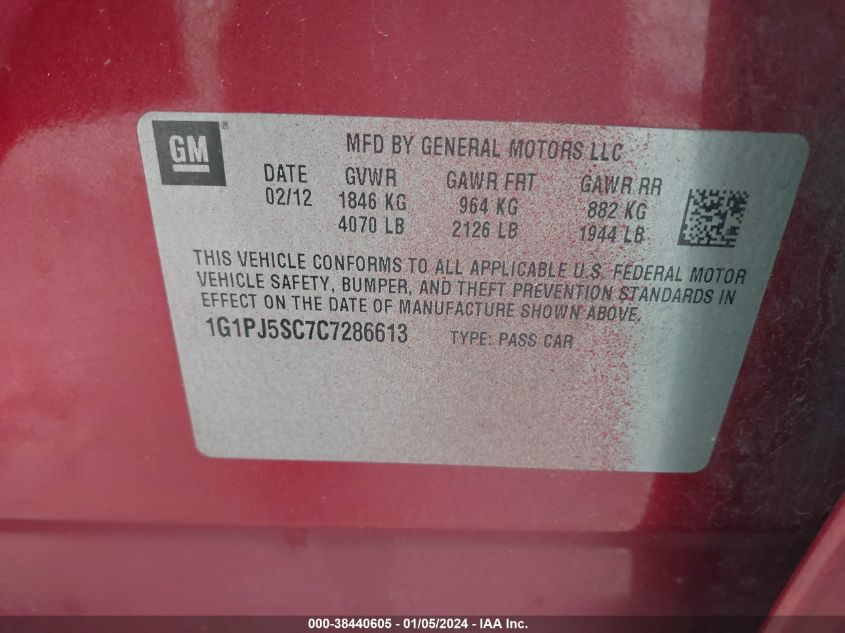 GM
MFD BY GENERAL MOTORS LLC
DATE GVWR GAWR FRT GAWR RR
02/12 1846 KG 964 KG 882 KG
4070 LB 2126 LB 1944 LB
THIS VEHICLE CONFORMS TO ALL APPLICABLE U.S. FEDERAL MOTOR
VEHICLE SAFETY, BUMPER, AND THEFT PREVENTION STANDARDS IN
EFFECT ON THE DATE OF MANUFACTURE SHOWN ABOVE.
1G1PJ5SC7C7286613 TYPE: PASS CAR
000-38440605 - 01/05/2024 - IAA Inc.